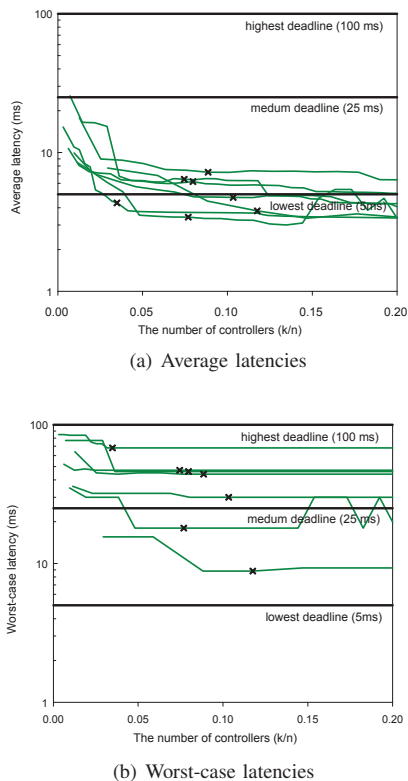 100
highest deadline (100 ms)
medum deadline (25 ms)
10
lowest deadline (5ms)
1
Average latency (ms)
0.00 0.05 0.10 0.15 0.20
The number of controllers (k/n)
(a) Average latencies
100
highest deadline (100 ms)
medum deadline (25 ms)
10
lowest deadline (5ms)
1
Worst-case latency (ms)
0.00 0.05 0.10 0.15 0.20
The number of controllers (k/n)
(b) Worst-case latencies